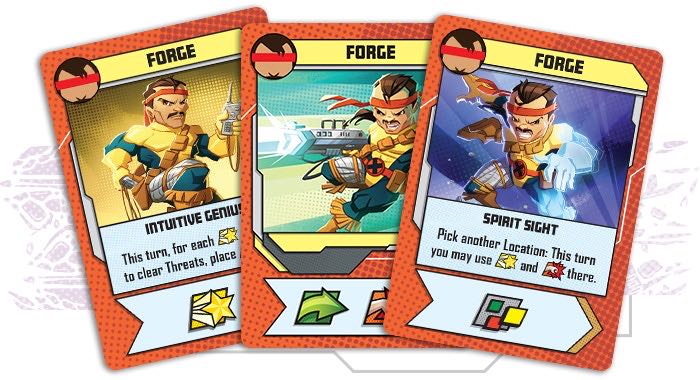 FORGE
INTUITIVE GENIUS
This turn, for each
to clear Threats, place
FORGE
FORGE
SPIRIT SIGHT
Pick another Location: This turn
you may use and there.